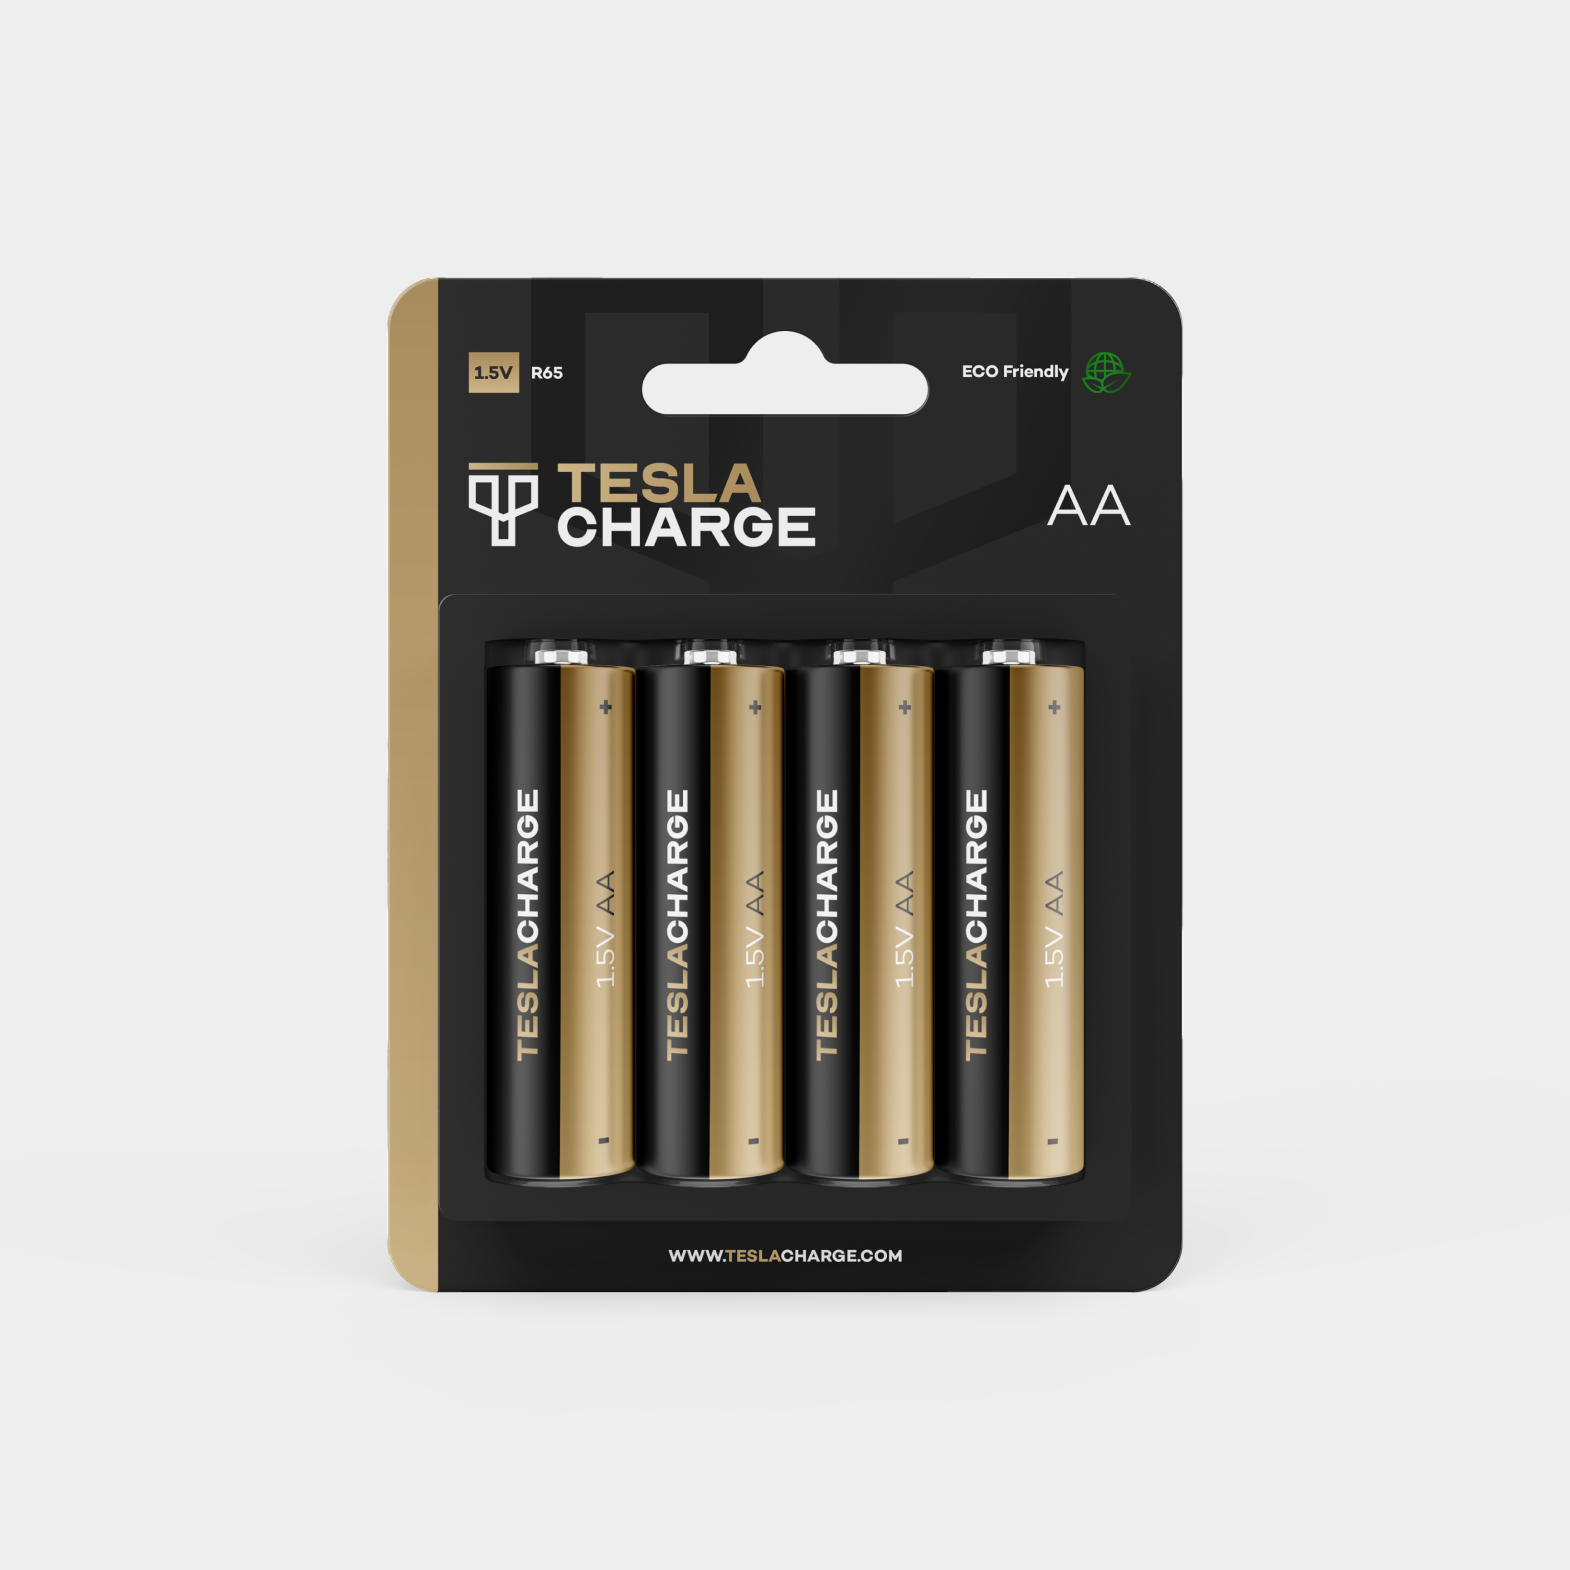 1.5V R65
ECO Friendly
TESLA
CHARGE
AA
TESLACHARGE
1.5V AA
+
-
TESLACHARGE
1.5V AA
+
-
TESLACHARGE
1.5V AA
+
-
TESLACHARGE
1.5V AA
+
-
WWW.TESLACHARGE.COM